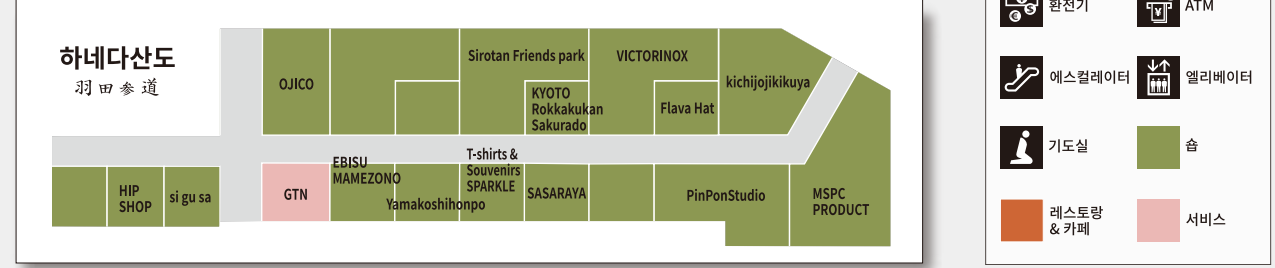 하네다산도
羽田参道
OJICO
Sirotan Friends park
KYOTO
Rokkakukan
Sakurado
VICTORINOX
Flava Hat
kichijojikikuya
HIP
SHOP
si gu sa
GTN
EBISU
MAMEZONO
Yamakoshihonpo
T-shirts &
Souvenirs
SPARKLE
SASARAYA
PinPonStudio
MSPC
PRODUCT
환전기
ATM
에스컬레이터
엘리베이터
기도실
숍
레스토랑
& 카페
서비스